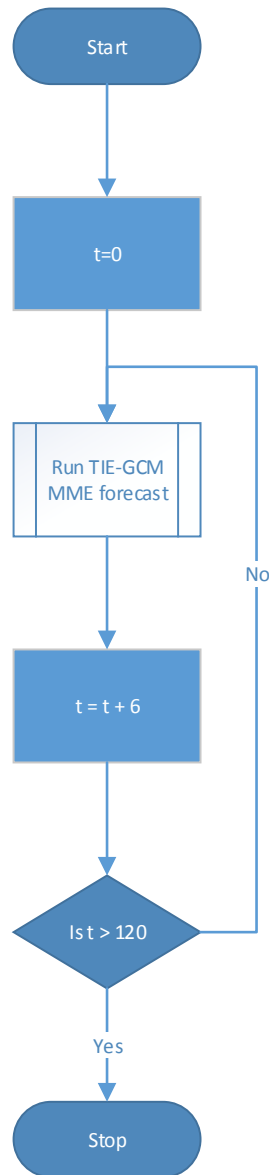 Start
t=0
Run TIE-GCM
MME forecast
No
t = t + 6
Is t > 120
Yes
Stop